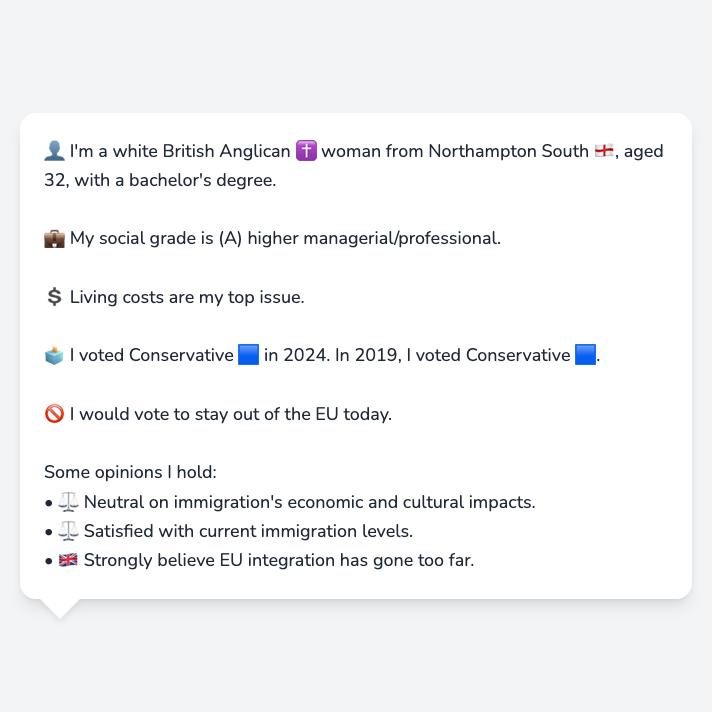 👤 I'm a white British Anglican ✝️ woman from Northampton South 🏴󠁧󠁢󠁥󠁮󠁧󠁿, aged
32, with a bachelor's degree.
💼 My social grade is (A) higher managerial/professional.
💲 Living costs are my top issue.
🗳️ I voted Conservative 🟦 in 2024. In 2019, I voted Conservative 🟦.
🚫 I would vote to stay out of the EU today.
Some opinions I hold:
• ⚖️ Neutral on immigration's economic and cultural impacts.
• ⚖️ Satisfied with current immigration levels.
• 🇬🇧 Strongly believe EU integration has gone too far.